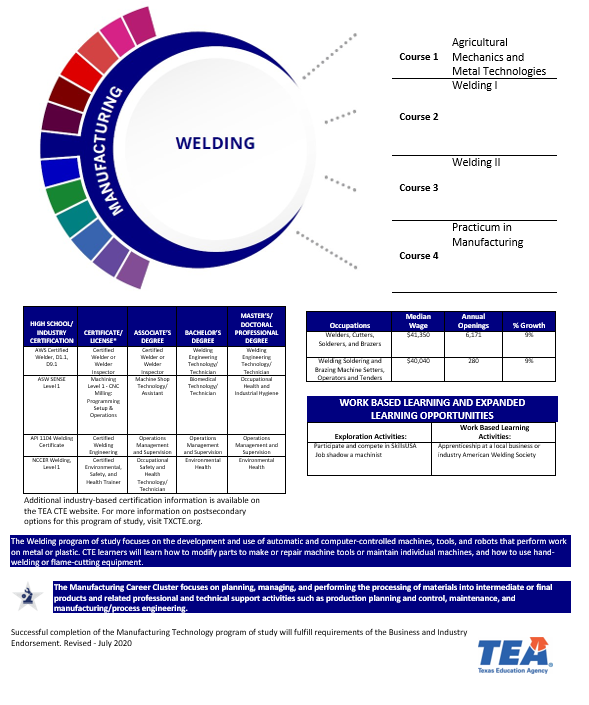 MANUFACTURING
WELDING
Course 1
Agricultural
Mechanics and
Metal Technologies
Course 2
Welding I
Course 3
Welding II
Course 4
Practicum in
Manufacturing
HIGH SCHOOL/
INDUSTRY
CERTIFICATION
CERTIFICATE/
LICENSE*
ASSOCIATE'S
DEGREE
BACHELOR'S
DEGREE
MASTER'S/
DOCTORAL
PROFESSIONAL
DEGREE
AWS Certified
Welder, D1.1,
D9.1
Certified
Welder or
Welder
Inspector
Certified
Welder or
Welder
Inspector
Welding
Engineering
Technology/
Technician
Welding
Engineering
Technology/
Technician
ASW SENSE
Level 1
Machining
Level 1 - CNC
Milling:
Programming
Setup &
Operations
Machine Shop
Technology/
Assistant
Biomedical
Technology/
Technician
Occupational
Health and
Industrial Hygiene
API 1104 Welding
Certificate
Certified
Welding
Engineering
Operations
Management
and Supervision
Operations
Management
and Supervision
Operations
Management and
Supervision
NCCER Welding,
Level 1
Certified
Environmental,
Safety, and
Health Trainer
Occupational
Safety and
Health
Technology/
Technician
Environmental
Health
Environmental
Health
Occupations
Median
Wage
Annual
Openings
% Growth
Welders, Cutters,
Solderers, and Brazers
$41,350
6,171
9%
Welding Soldering and
Brazing Machine Setters,
Operators and Tenders
$40,040
280
9%
WORK BASED LEARNING AND EXPANDED
LEARNING OPPORTUNITIES
Exploration Activities:
Work Based Learning
Activities:
Participate and compete in SkillsUSA
Job shadow a machinist
Apprenticeship at a local business or
industry American Welding Society
Additional industry-based certification information is available on
the TEA CTE website. For more information on postsecondary
options for this program of study, visit TXCTE.org.
The Welding program of study focuses on the development and use of automatic and computer-controlled machines, tools, and robots that perform work
on metal or plastic. CTE learners will learn how to modify parts to make or repair machine tools or maintain individual machines, and how to use hand-
welding or flame-cutting equipment.
The Manufacturing Career Cluster focuses on planning, managing, and performing the processing of materials into intermediate or final
products and related professional and technical support activities such as production planning and control, maintenance, and
manufacturing/process engineering.
Successful completion of the Manufacturing Technology program of study will fulfill requirements of the Business and Industry
Endorsement. Revised - July 2020
TEA
Texas Education Agency